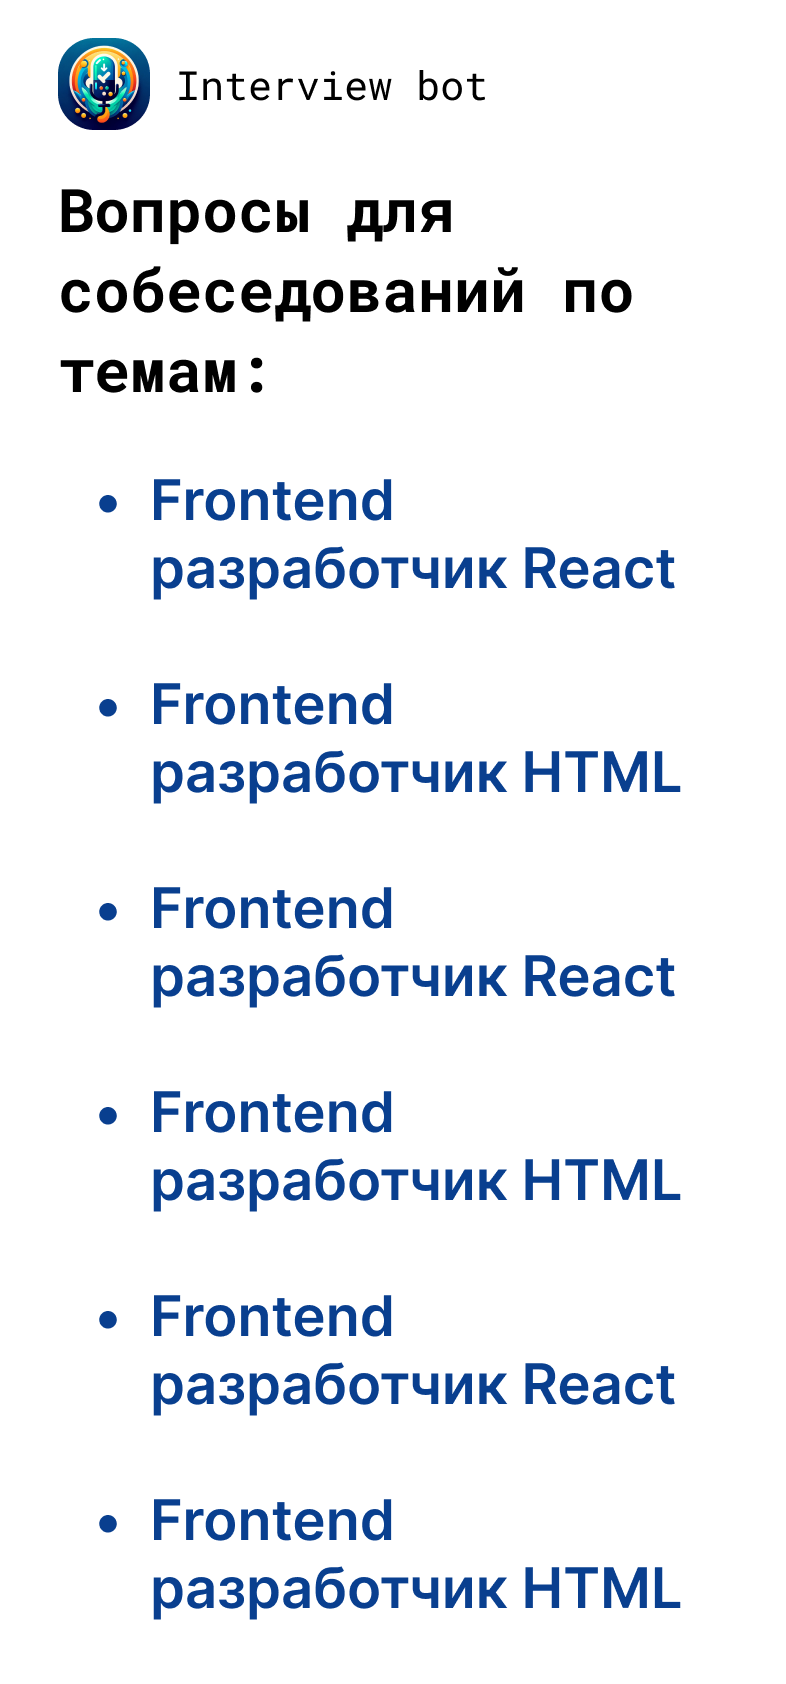 Interview bot
Вопросы для
собеседований по
темам:
• Frontend
разработчик React
• Frontend
разработчик HTML
• Frontend
разработчик React
• Frontend
разработчик HTML
• Frontend
разработчик React
• Frontend
разработчик HTML